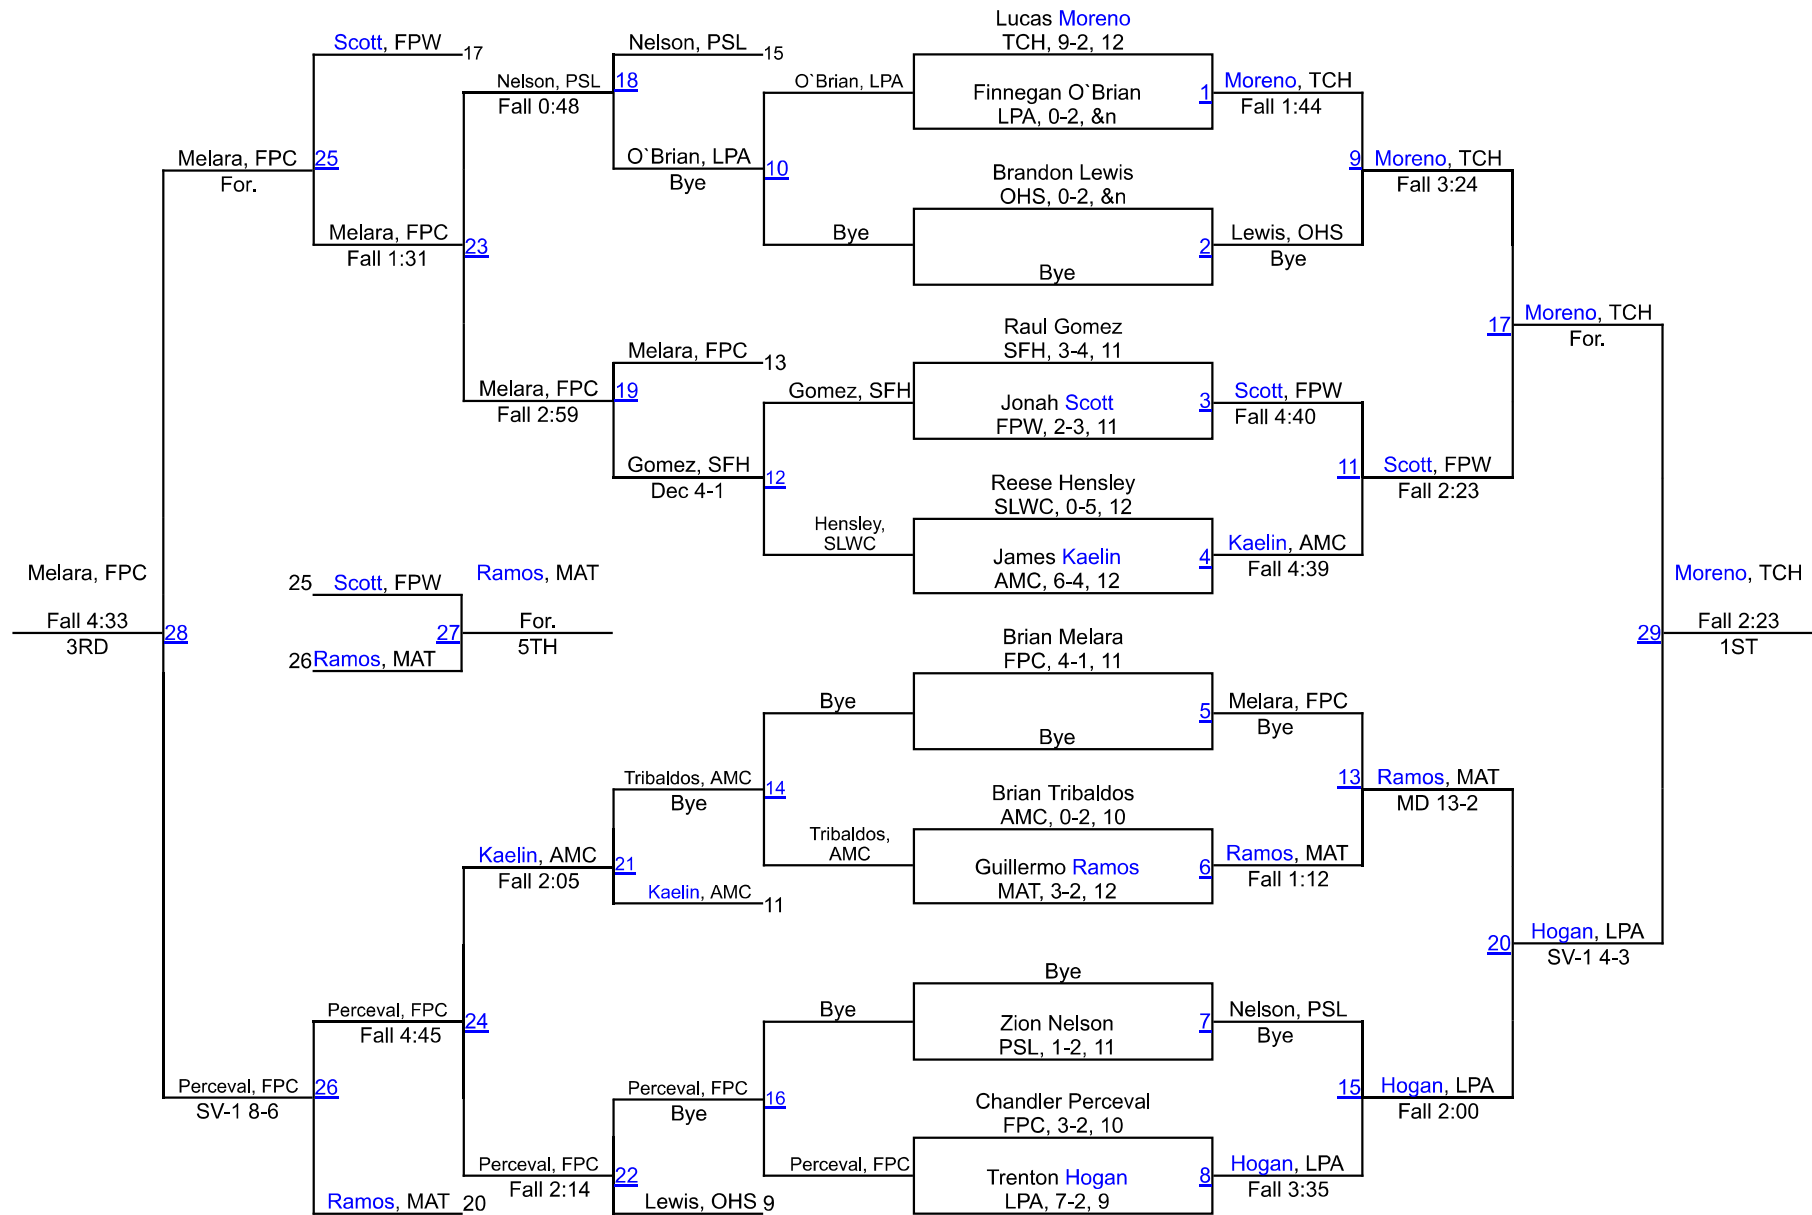 Lucas Moreno
Scott, FPW
17
Nelson, PSL
15
TCH, 9-2, 12
Nelson, PSL
18
O`Brian, LPA
Finnegan O`Brian
1
Moreno, TCH
Fall 0:48
LPA, 0-2, &n
Fall 1:44
Melara, FPC
25
O`Brian, LPA
10
Brandon Lewis
9
Moreno, TCH
For.
Bye
OHS, 0-2, &n
Fall 3:24
Melara, FPC
23
Bye
2
Lewis, OHS
Fall 1:31
Bye
Bye
Raul Gomez
17
Moreno, TCH
Melara, FPC
13
SFH, 3-4, 11
For.
Melara, FPC
19
Gomez, SFH
Jonah Scott
3
Scott, FPW
Fall 2:59
FPW, 2-3, 11
Fall 4:40
Gomez, SFH
12
Reese Hensley
11
Scott, FPW
Dec 4-1
SLWC, 0-5, 12
Fall 2:23
Hensley,
SLWC
James Kaelin
4
Kaelin, AMC
AMC, 6-4, 12
Fall 4:39
Melara, FPC
25
Scott, FPW
Ramos, MAT
Moreno, TCH
Fall 4:33
28
27
For.
29
Fall 2:23
3RD
26
Ramos, MAT
5TH
1ST
Brian Melara
FPC, 4-1, 11
Bye
5
Melara, FPC
Bye
Bye
Tribaldos, AMC
14
Brian Tribaldos
13
Ramos, MAT
Bye
AMC, 0-2, 10
MD 13-2
Tribaldos,
AMC
Kaelin, AMC
21
Guillermo Ramos
6
Ramos, MAT
Fall 2:05
MAT, 3-2, 12
Fall 1:12
Kaelin, AMC
11
20
Hogan, LPA
SV-1 4-3
Bye
Perceval, FPC
24
Bye
Zion Nelson
7
Nelson, PSL
Fall 4:45
PSL, 1-2, 11
Bye
Perceval, FPC
26
Perceval, FPC
16
Chandler Perceval
15
Hogan, LPA
SV-1 8-6
Bye
FPC, 3-2, 10
Fall 2:00
Perceval, FPC
22
Perceval, FPC
Trenton Hogan
8
Hogan, LPA
Fall 2:14
LPA, 7-2, 9
Fall 3:35
Ramos, MAT
20
Lewis, OHS
9